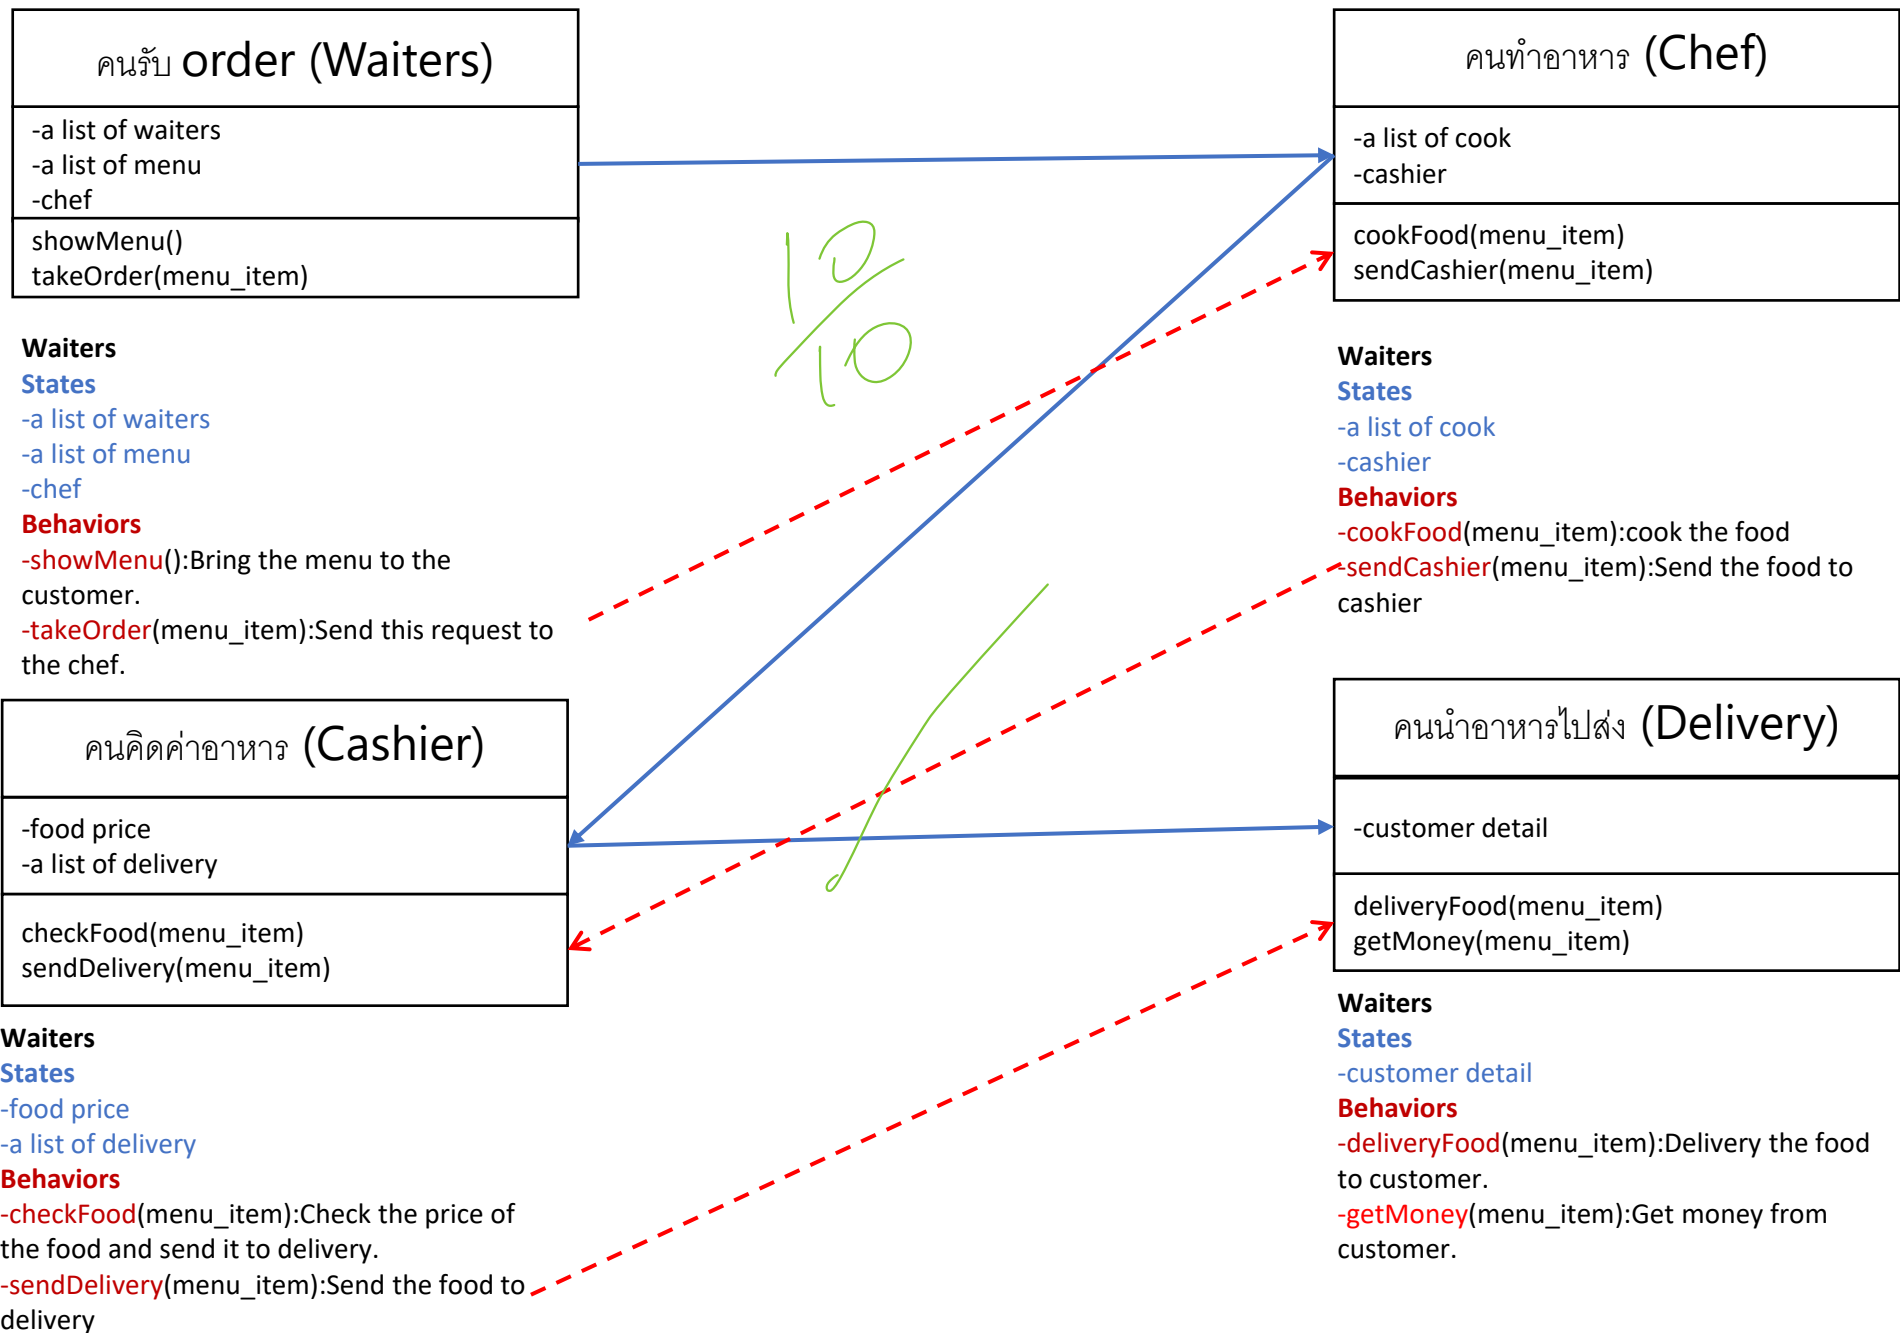 คนรับ order (Waiters)
-a list of waiters
-a list of menu
-chef
showMenu()
takeOrder(menu_item)
Waiters
States
-a list of waiters
-a list of menu
-chef
Behaviors
-showMenu():Bring the menu to the
customer.
-takeOrder(menu_item):Send this request to
the chef.
คนทำอาหาร (Chef)
-a list of cook
-cashier
cookFood(menu_item)
sendCashier(menu_item)
Waiters
States
-a list of cook
-cashier
Behaviors
-cookFood(menu_item):cook the food
-sendCashier(menu_item):Send the food to
cashier
10
10
คนคิดค่าอาหาร (Cashier)
-food price
-a list of delivery
checkFood(menu_item)
sendDelivery(menu_item)
Waiters
States
-food price
-a list of delivery
Behaviors
-checkFood(menu_item):Check the price of
the food and send it to delivery.
-sendDelivery(menu_item):Send the food to
delivery
คนนำอาหารไปส่ง (Delivery)
-customer detail
deliveryFood(menu_item)
getMoney(menu_item)
Waiters
States
-customer detail
Behaviors
-deliveryFood(menu_item):Delivery the food
to customer.
-getMoney(menu_item):Get money from
customer.